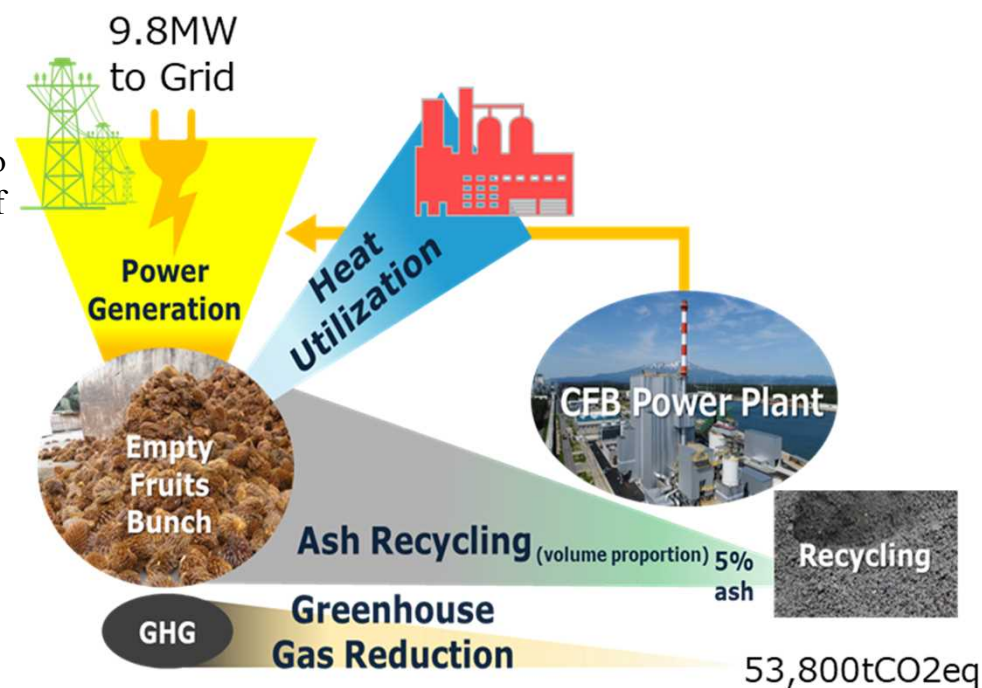 9.8MW
to Grid
f
Power
Generation
Heat
Utilization
CFB Power Plant
Empty
Fruits
Bunch
Ash Recycling (volume proportion) 5%
ash
Recycling
GHG
Greenhouse
Gas Reduction
53,800tCO2eq